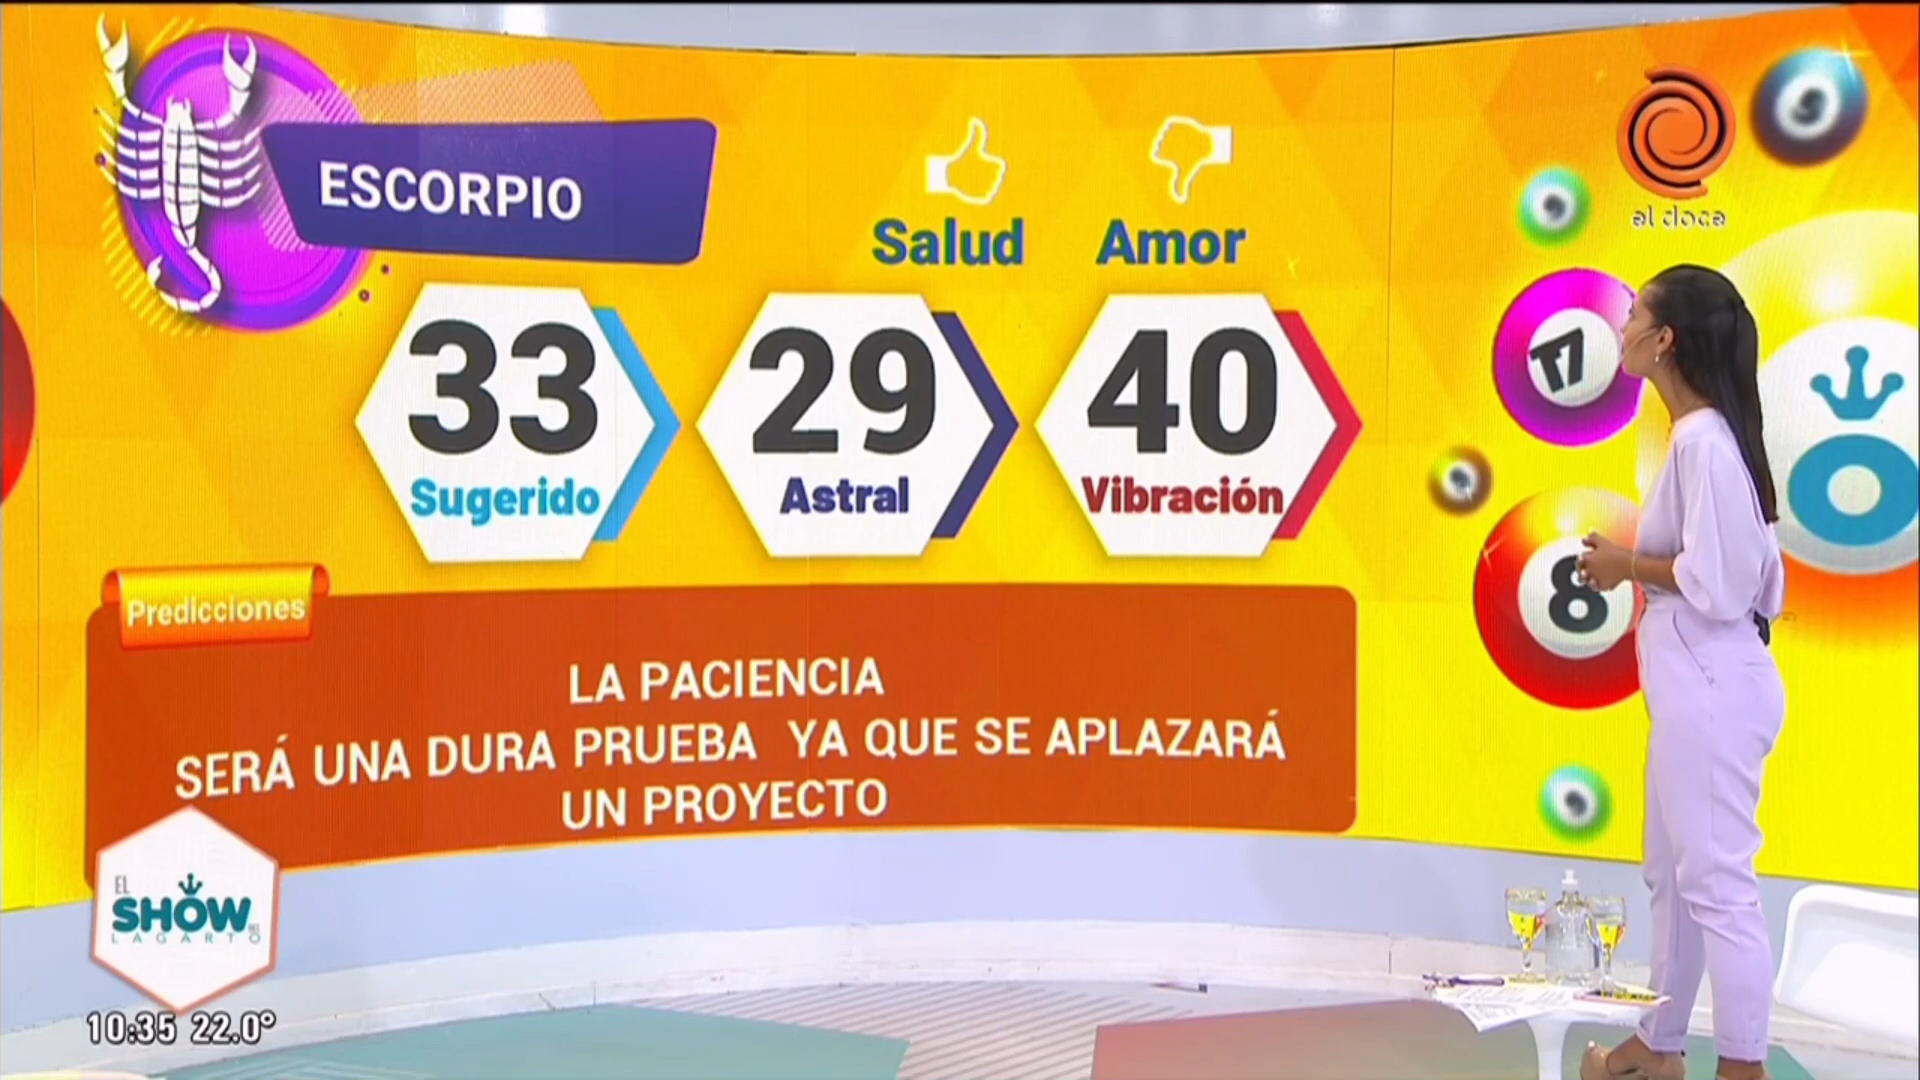 ESCORPIO
Salud
Amor
el doce
33
Sugerido
29
Astral
40
Vibración
17
8
Predicciones
LA PACIENCIA
SERÁ UNA DURA PRUEBA YA QUE SE APLAZARÁ
UN PROYECTO
EL
SHOW
DEL
LAGARTO
10:35 22.0°